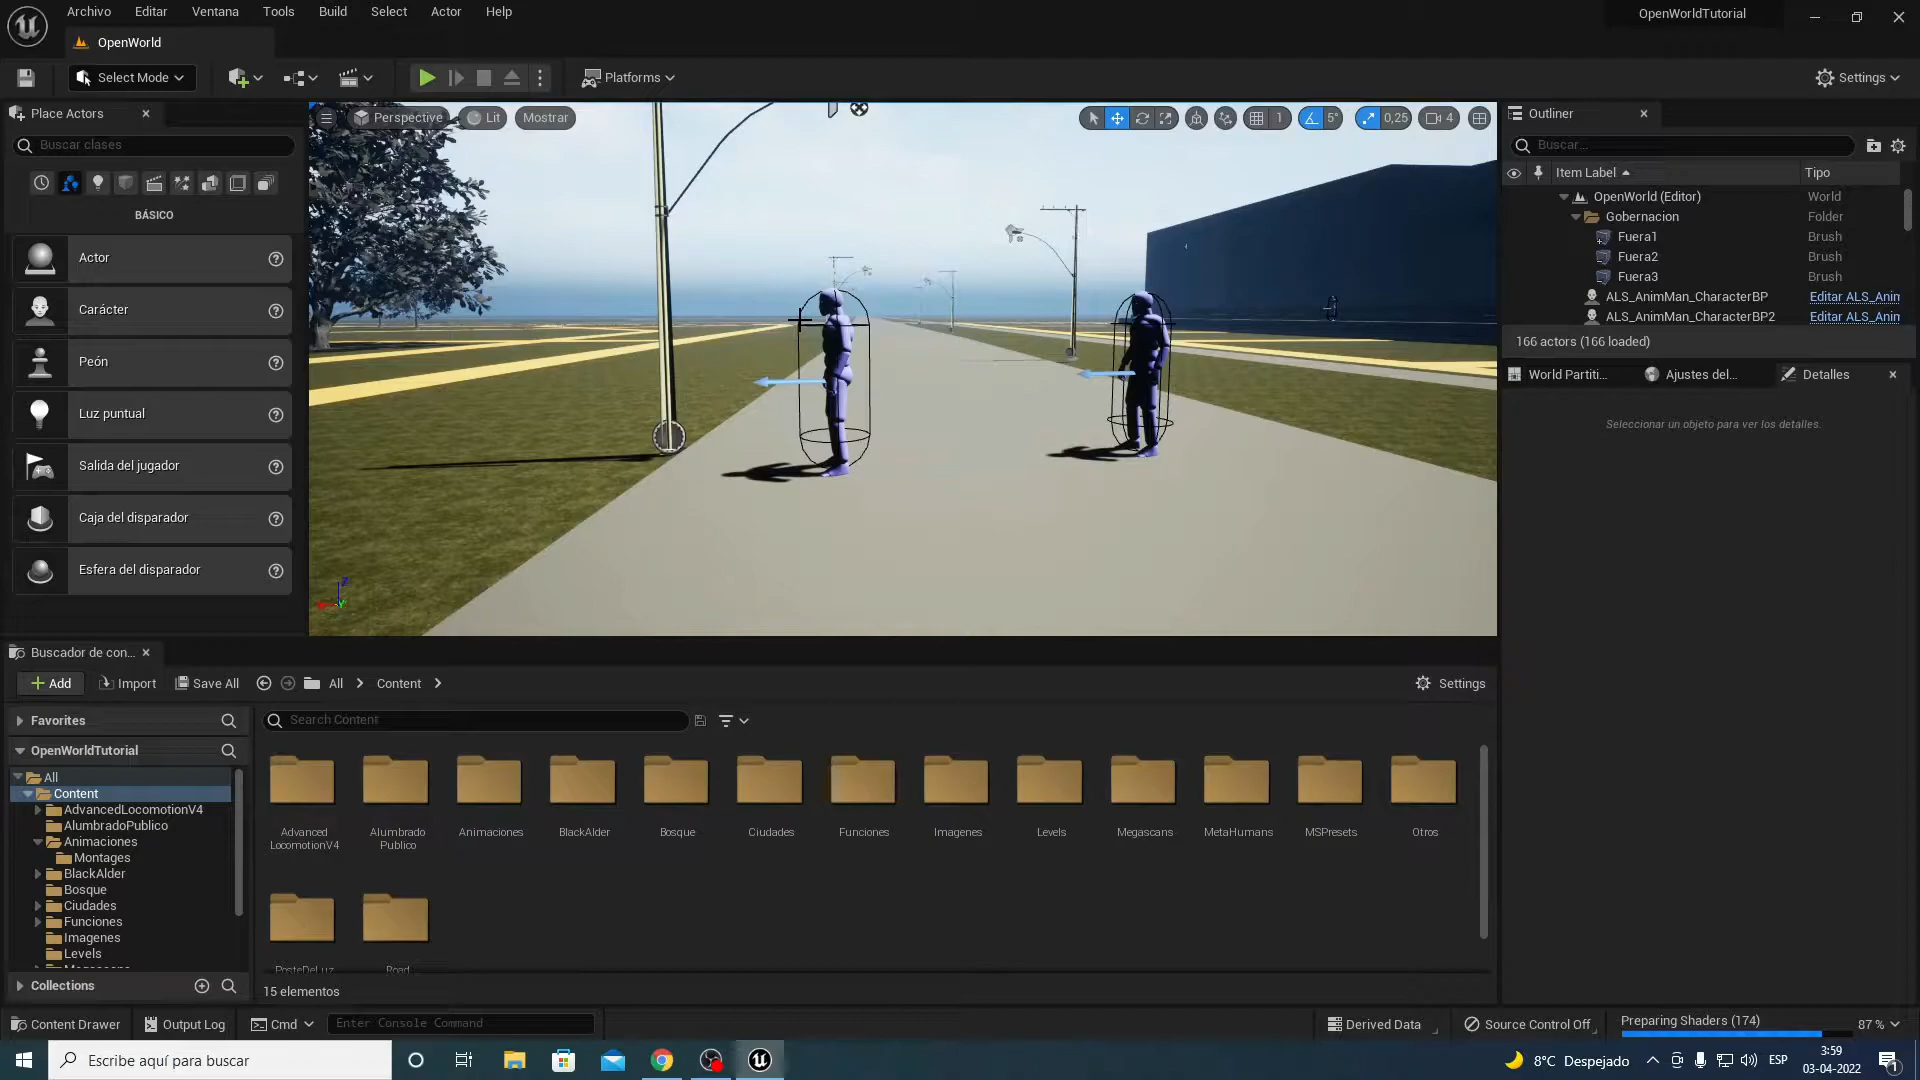 Archivo Editar Ventana Tools Build Select Actor Help
OpenWorldTutorial
OpenWorld
Select Mode
Platforms
Settings
Place Actors
Buscar clases
BÁSICO
Actor
Carácter
Peón
Luz puntual
Salida del jugador
Caja del disparador
Esfera del disparador
Perspective Lit Mostrar
1 5° 0,25 4
Z
Y
Outliner
Buscar...
Item Label Tipo
OpenWorld (Editor) World
Gobernacion Folder
Fuera1 Brush
Fuera2 Brush
Fuera3 Brush
ALS_AnimMan_CharacterBP Editar ALS_Anin
ALS_AnimMan_CharacterBP2 Editar ALS_Anin
166 actors (166 loaded)
World Partiti... Ajustes del... Detalles
Seleccionar un objeto para ver los detalles.
Buscador de con...
Add Import Save All All Content Settings
Favorites
Search Content
OpenWorldTutorial
All
Content
AdvancedLocomotionV4
AlumbradoPublico
Animaciones
Montages
BlackAlder
Bosque
Ciudades
Funciones
Imagenes
Levels
Megascans
Collections
Advanced
LocomotionV4
Alumbrado
Publico
Animaciones
BlackAlder
Bosque
Ciudades
Funciones
Imagenes
Levels
Megascans
MetaHumans
MSPresets
Otros
PosteDeLuz
Road
15 elementos
Content Drawer Output Log Cmd Enter Console Command
Derived Data Source Control Off Preparing Shaders (174) 87 %
Escribe aquí para buscar
8°C Despejado ESP
3:59
03-04-2022
1